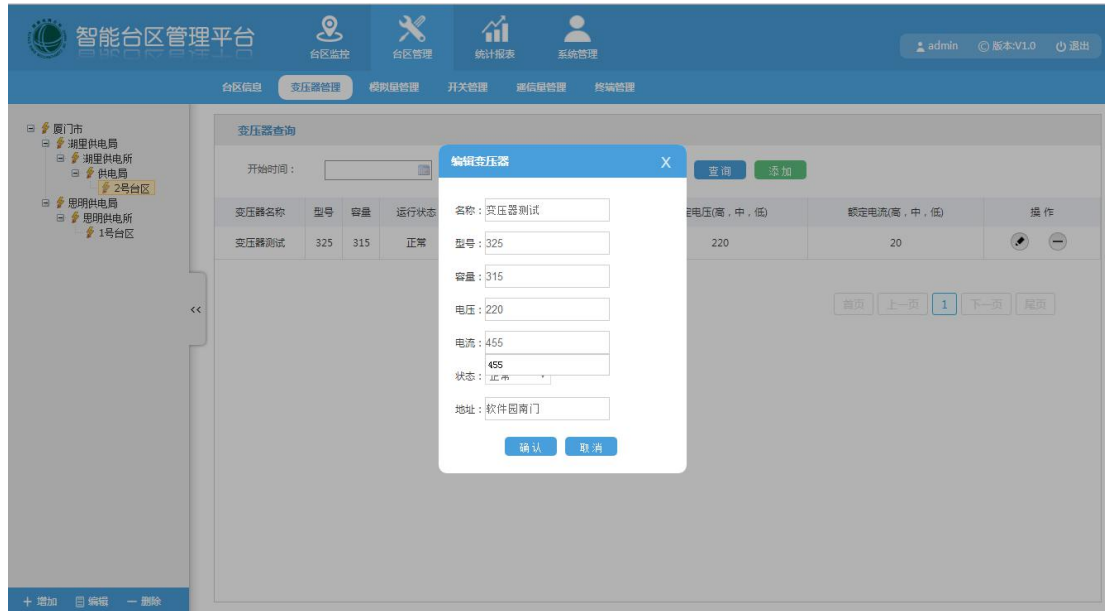 智能台区管理平台
台区监控
台区管理
统计报表
系统管理
admin
©版本:V1.0
退出
台区信息
变压器管理
模拟量管理
开关管理
遥信量管理
终端管理
厦门市
湖里供电局
湖里供电所
供电局
2号台区
思明供电局
思明供电所
1号台区
变压器查询
开始时间：
查询
添加
变压器名称 型号 容量 运行状态 定电压(高，中，低) 额定电流(高，中，低) 操作
变压器测试 325 315 正常 220 20
首页 上一页 1 下一页 尾页
<<
编辑变压器 X
名称：变压器测试
型号：325
容量：315
电压：220
电流：455
455
状态：正常
地址：软件园南门
确认 取消
+ 增加 编辑 — 删除